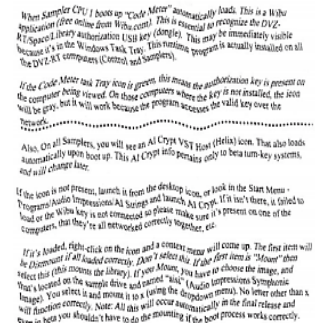 When Sampler CPU 1 boots up "Code Meter" automatically loads. This is a Wibu
application (free online from Wibu.com) This is essential to recognize the DVZ-
RT/Space/Library authorization USB key (dongle). This may be immediately visible
because it's in the Windows Task Tray. This runtime program is actually installed on all
the DVZ-RT computers (Control and Samplers).
If the Code Meter task Tray icon is green, this means the authorization key is present on
the computer being viewed. On those computers where the key is not installed, the icon
will be gray, but it will work because the program accesses the valid key over the
network.
Also, On all Samplers, you will see an AI Crypt VST Host (Helix) icon. That also loads
automatically upon boot up. This AI Crypt info pertains only to beta turn-key systems,
and will change later.
If the icon is not present, launch it from the desktop icon, or look in the Start Menu -
Programs/Audio Impressions/AI Strings and launch AI Crypt. If it isn't there, it failed to
load or the Wibu key is not connected so please make sure it's present on one of the
computers, that they're all networked correctly together, etc.
If it's loaded, right-click on the icon and a context menu will come up. The first item will
be Dismount if all loaded correctly. Don't select this. If the first item is "Mount" then
select this (this mounts the library). If your Mount, you have to choose the image, and
that's located on the sample drive and named "aisi" (Audio Impressions Symphonic
Image). You select it and mount it to s (using the dropdown menu). No letter other than s
will function correctly. Note: All this will occur automatically in the final release and
even in beta you shouldn't have to do the mounting if the boot process works correctly.